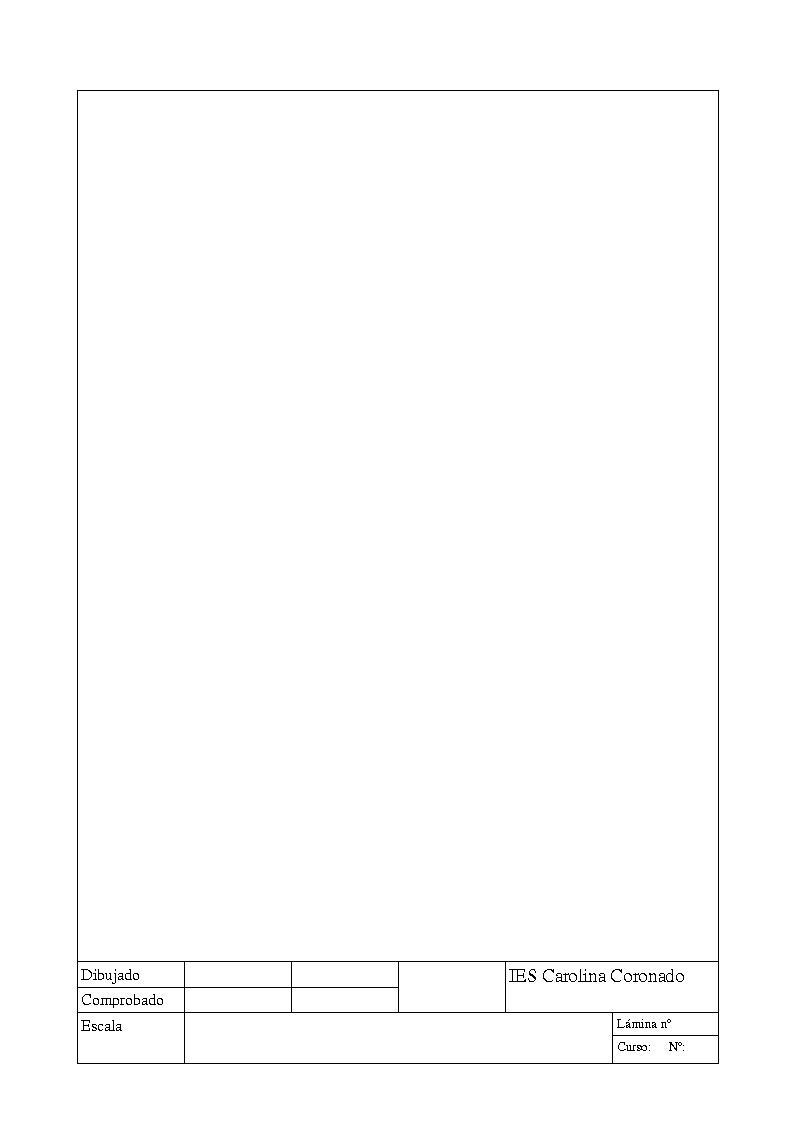 Dibujado
IES Carolina Coronado
Comprobado
Escala
Lámina nº
Curso: Nº: